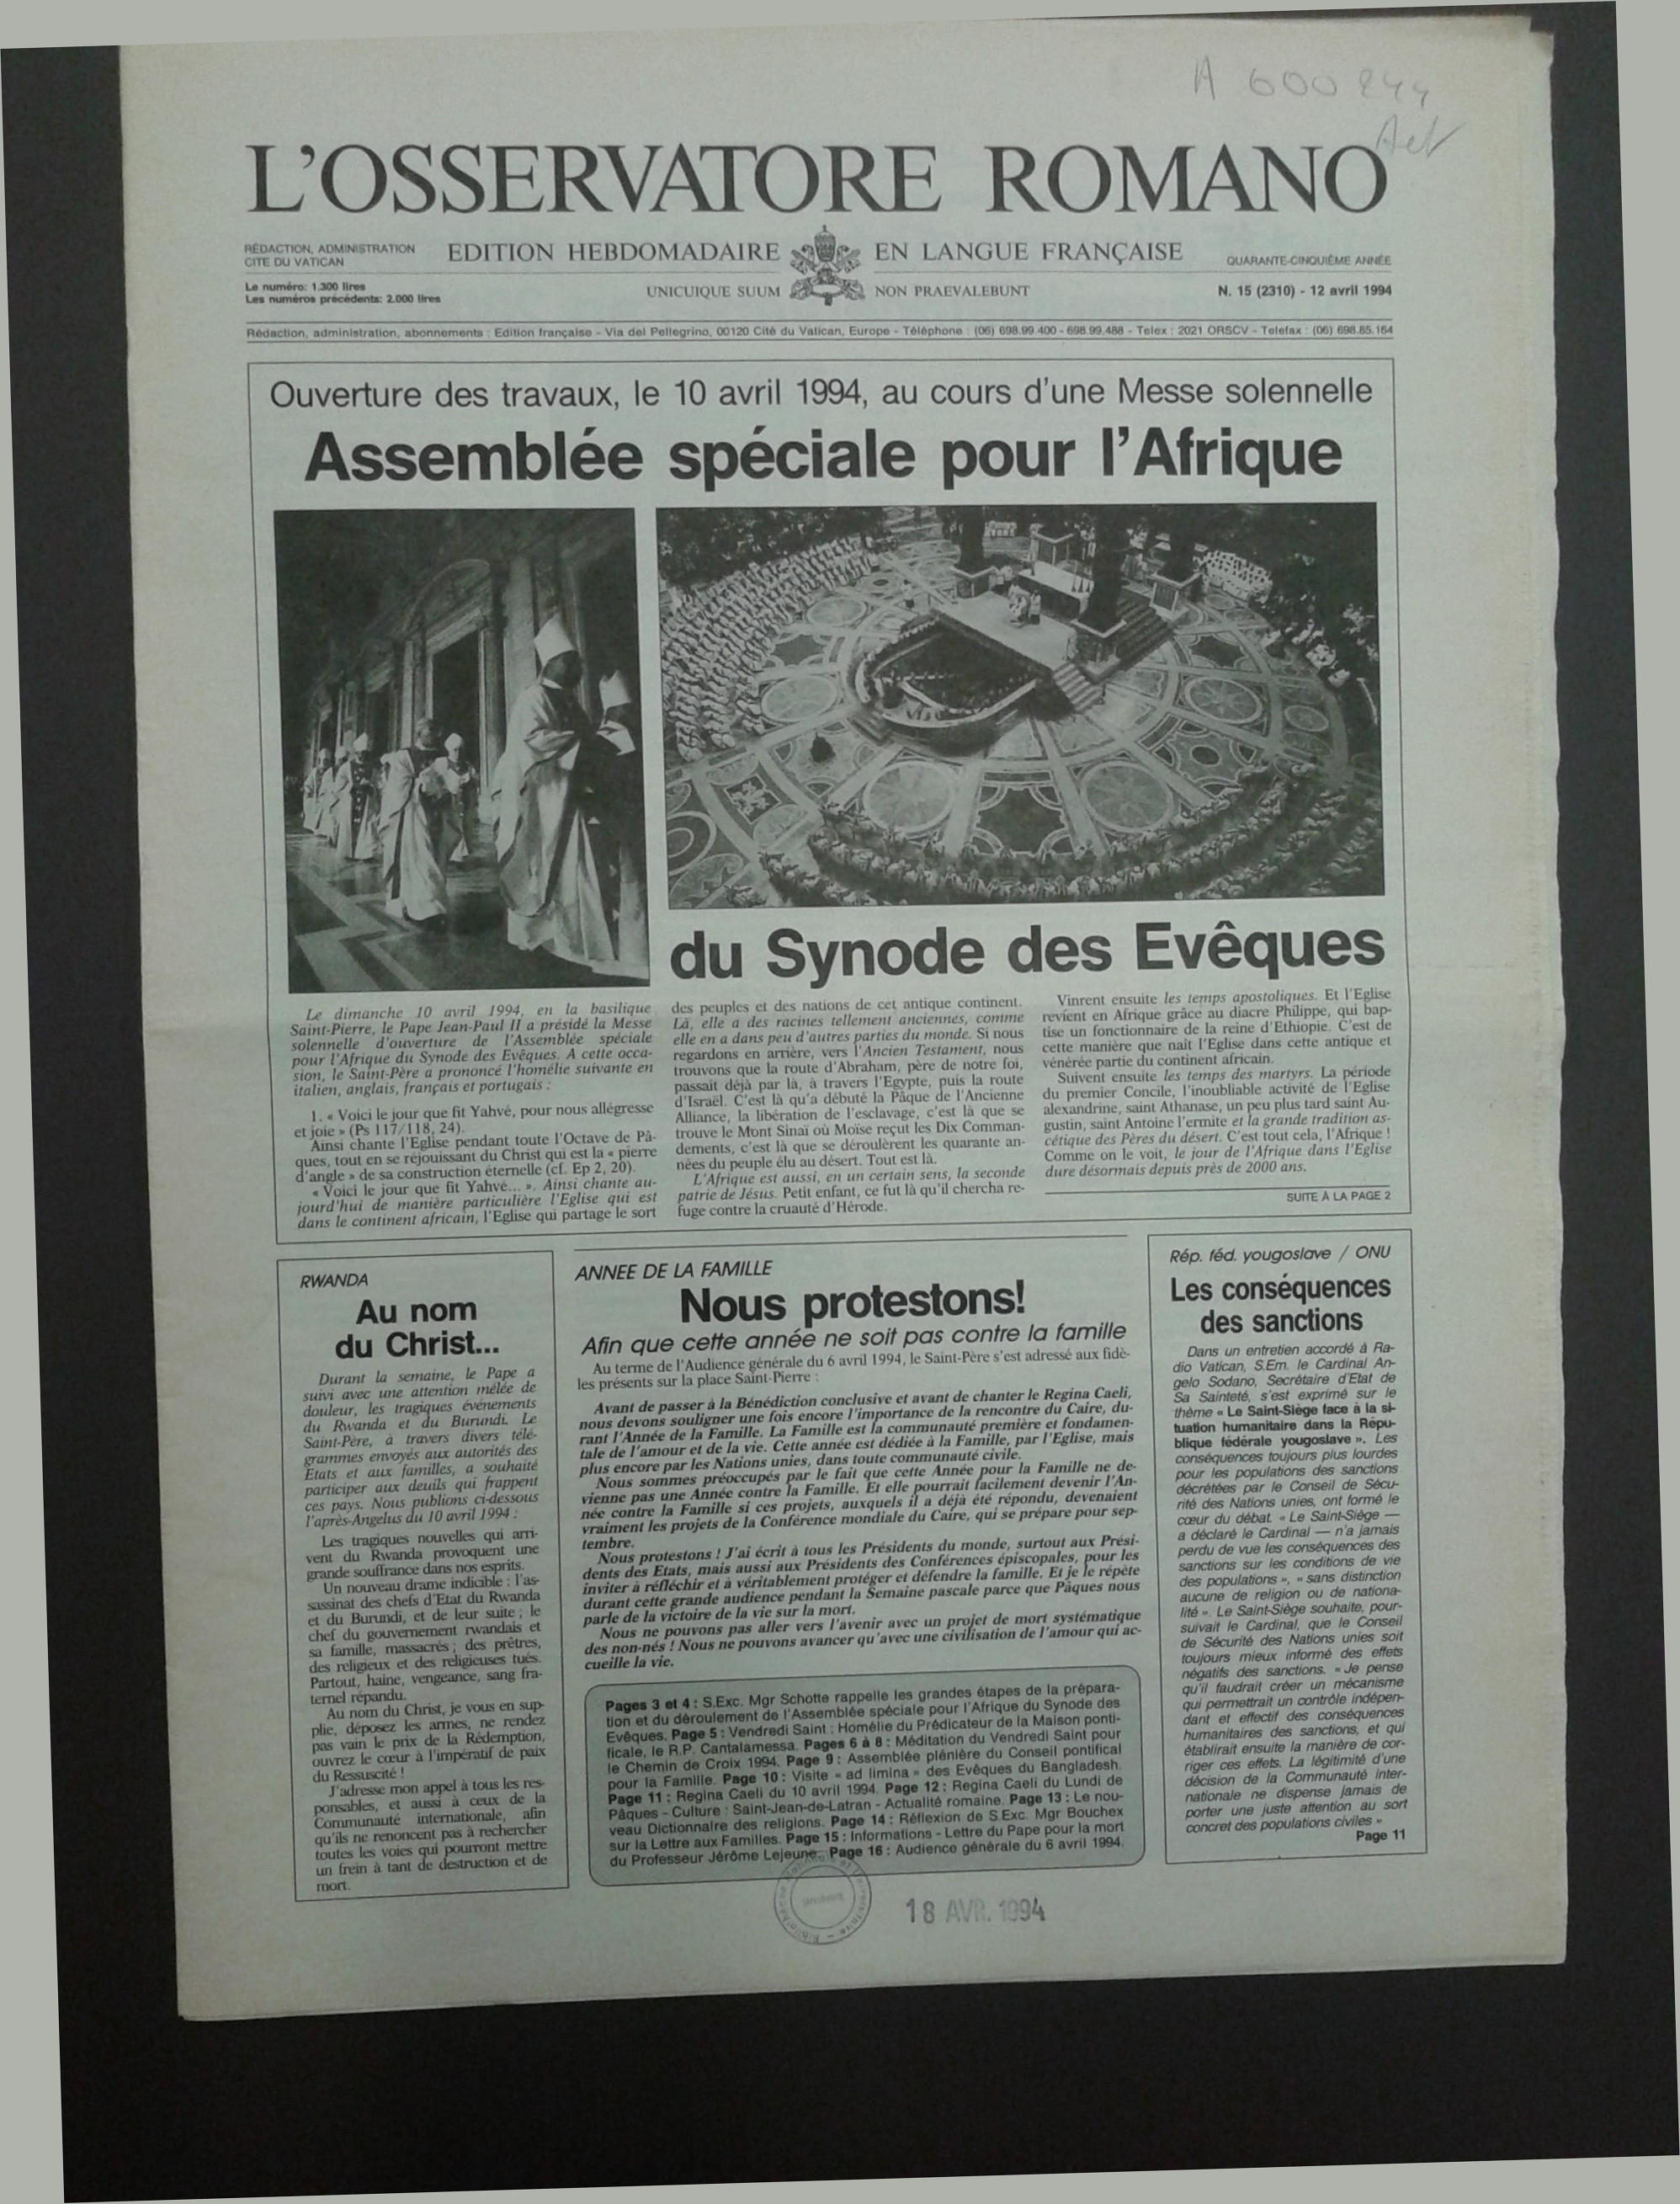 A 600 244
L'OSSERVATORE ROMANO
RÉDACTION, ADMINISTRATION
CITÉ DU VATICAN
EDITION HEBDOMADAIRE EN LANGUE FRANÇAISE
QUARANTE-CINQUIÈME ANNÉE
Le numéro: 1.300 lires
Les numéros précédents: 2.000 lires
UNICUIQUE SUUM NON PRAEVALEBUNT
N. 15 (2310) - 12 avril 1994
Rédaction, administration, abonnements : Edition française - Via del Pellegrino, 00120 Cité du Vatican, Europe - Téléphone : (06) 698.99.400 - 698.99.488 - Telex : 2021 ORSCV - Telefax : (06) 698.85.164
Ouverture des travaux, le 10 avril 1994, au cours d'une Messe solennelle
Assemblée spéciale pour l'Afrique
du Synode des Evêques
Le dimanche 10 avril 1994, en la basilique
Saint-Pierre, le Pape Jean-Paul II a présidé la Messe
solennelle d'ouverture de l'Assemblée spéciale
pour l'Afrique du Synode des Evêques. A cette occa-
sion, le Saint-Père a prononcé l'homélie suivante en
italien, anglais, français et portugais :
1. « Voici le jour que fit Yahvé, pour nous allégresse
et joie » (Ps 117/118, 24).
Ainsi chante l'Eglise pendant toute l'Octave de Pâ-
ques, tout en se réjouissant du Christ qui est la « pierre
d'angle » de sa construction éternelle (cf. Ep 2, 20).
« Voici le jour que fit Yahvé... ». Ainsi chante au-
jourd'hui de manière particulière l'Eglise qui est
dans le continent africain, l'Eglise qui partage le sort
des peuples et des nations de cet antique continent.
Là, elle a des racines tellement anciennes, comme
elle en a dans peu d'autres parties du monde. Si nous
regardons en arrière, vers l'Ancien Testament, nous
trouvons que la route d'Abraham, père de notre foi,
passait déjà par là, à travers l'Egypte, puis la route
d'Israël. C'est là qu'a débuté la Pâque de l'Ancienne
Alliance, la libération de l'esclavage, c'est là que se
trouve le Mont Sinaï où Moïse reçut les Dix Comman-
dements, c'est là que se déroulèrent les quarante an-
nées du peuple élu au désert. Tout est là.
L'Afrique est aussi, en un certain sens, la seconde
patrie de Jésus. Petit enfant, ce fut là qu'il chercha re-
fuge contre la cruauté d'Hérode.
Vinrent ensuite les temps apostoliques. Et l'Eglise
revient en Afrique grâce au diacre Philippe, qui bap-
tise un fonctionnaire de la reine d'Ethiopie. C'est de
cette manière que naît l'Eglise dans cette antique et
vénérée partie du continent africain.
Suivent ensuite les temps des martyrs. La période
du premier Concile, l'inoubliable activité de l'Eglise
alexandrine, saint Athanase, un peu plus tard saint Au-
gustin, saint Antoine l'ermite et la grande tradition as-
cétique des Pères du désert. C'est tout cela, l'Afrique !
Comme on le voit, le jour de l'Afrique dans l'Eglise
dure désormais depuis près de 2000 ans.
SUITE À LA PAGE 2
RWANDA
Au nom
du Christ...
Durant la semaine, le Pape a
suivi avec une attention mêlée de
douleur, les tragiques événements
du Rwanda et du Burundi. Le
Saint-Père, à travers divers télé-
grammes envoyés aux autorités des
Etats et aux familles, a souhaité
participer aux deuils qui frappent
ces pays. Nous publions ci-dessous
l'après-Angelus du 10 avril 1994 :
Les tragiques nouvelles qui arri-
vent du Rwanda provoquent une
grande souffrance dans nos esprits.
Un nouveau drame indicible : l'as-
sassinat des chefs d'Etat du Rwanda
et du Burundi, et de leur suite ; le
chef du gouvernement rwandais et
sa famille, massacrés ; des prêtres,
des religieux et des religieuses tués.
Partout, haine, vengeance, sang fra-
ternel répandu.
Au nom du Christ, je vous en sup-
plie, déposez les armes, ne rendez
pas vain le prix de la Rédemption,
ouvrez le cœur à l'impératif de paix
du Ressuscité !
J'adresse mon appel à tous les res-
ponsables, et aussi à ceux de la
Communauté internationale, afin
qu'ils ne renoncent pas à rechercher
toutes les voies qui pourront mettre
un frein à tant de destruction et de
mort.
ANNEE DE LA FAMILLE
Nous protestons!
Afin que cette année ne soit pas contre la famille
Au terme de l'Audience générale du 6 avril 1994, le Saint-Père s'est adressé aux fidè-
les présents sur la place Saint-Pierre :
Avant de passer à la Bénédiction conclusive et avant de chanter le Regina Caeli,
nous devons souligner une fois encore l'importance de la rencontre du Caire, du-
rant l'Année de la Famille. La Famille est la communauté première et fondamen-
tale de l'amour et de la vie. Cette année est dédiée à la Famille, par l'Eglise, mais
plus encore par les Nations unies, dans toute communauté civile.
Nous sommes préoccupés par le fait que cette Année pour la Famille ne de-
vienne pas une Année contre la Famille. Et elle pourrait facilement devenir l'An-
née contre la Famille si ces projets, auxquels il a déjà été répondu, devenaient
vraiment les projets de la Conférence mondiale du Caire, qui se prépare pour sep-
tembre.
Nous protestons ! J'ai écrit à tous les Présidents du monde, surtout aux Prési-
dents des Etats, mais aussi aux Présidents des Conférences épiscopales, pour les
inviter à réfléchir et à véritablement protéger et défendre la famille. Et je le répète
durant cette grande audience pendant la Semaine pascale parce que Pâques nous
parle de la victoire de la vie sur la mort.
Nous ne pouvons pas aller vers l'avenir avec un projet de mort systématique
des non-nés ! Nous ne pouvons avancer qu'avec une civilisation de l'amour qui ac-
cueille la vie.
Pages 3 et 4 : S.Exc. Mgr Schotte rappelle les grandes étapes de la prépara-
tion et du déroulement de l'Assemblée spéciale pour l'Afrique du Synode des
Evêques. Page 5 : Vendredi Saint : Homélie du Prédicateur de la Maison ponti-
ficale, le R.P. Cantalamessa. Pages 6 à 8 : Méditation du Vendredi Saint pour
le Chemin de Croix 1994. Page 9 : Assemblée plénière du Conseil pontifical
pour la Famille. Page 10 : Visite « ad limina » des Evêques du Bangladesh.
Page 11 : Regina Caeli du 10 avril 1994. Page 12 : Regina Caeli du Lundi de
Pâques - Culture : Saint-Jean-de-Latran - Actualité romaine. Page 13 : Le nou-
veau Dictionnaire des religions. Page 14 : Réflexion de S.Exc. Mgr Bouchex
sur la Lettre aux Familles. Page 15 : Informations - Lettre du Pape pour la mort
du Professeur Jérôme Lejeune. Page 16 : Audience générale du 6 avril 1994.
Rép. féd. yougoslave / ONU
Les conséquences
des sanctions
Dans un entretien accordé à Ra-
dio Vatican, S.Em. le Cardinal An-
gelo Sodano, Secrétaire d'Etat de
Sa Sainteté, s'est exprimé sur le
thème « Le Saint-Siège face à la si-
tuation humanitaire dans la Répu-
blique fédérale yougoslave ». Les
conséquences toujours plus lourdes
pour les populations des sanctions
décrétées par le Conseil de Sécu-
rité des Nations unies, ont formé le
cœur du débat. « Le Saint-Siège —
a déclaré le Cardinal — n'a jamais
perdu de vue les conséquences des
sanctions sur les conditions de vie
des populations », « sans distinction
aucune de religion ou de nationa-
lité ». Le Saint-Siège souhaite, pour-
suivait le Cardinal, que le Conseil
de Sécurité des Nations unies soit
toujours mieux informé des effets
négatifs des sanctions. « Je pense
qu'il faudrait créer un mécanisme
qui permettrait un contrôle indépen-
dant et effectif des conséquences
humanitaires des sanctions, et qui
établirait ensuite la manière de cor-
riger ces effets. La légitimité d'une
décision de la Communauté inter-
nationale ne dispense jamais de
porter une juste attention au sort
concret des populations civiles »
Page 11
18 AVR. 1994